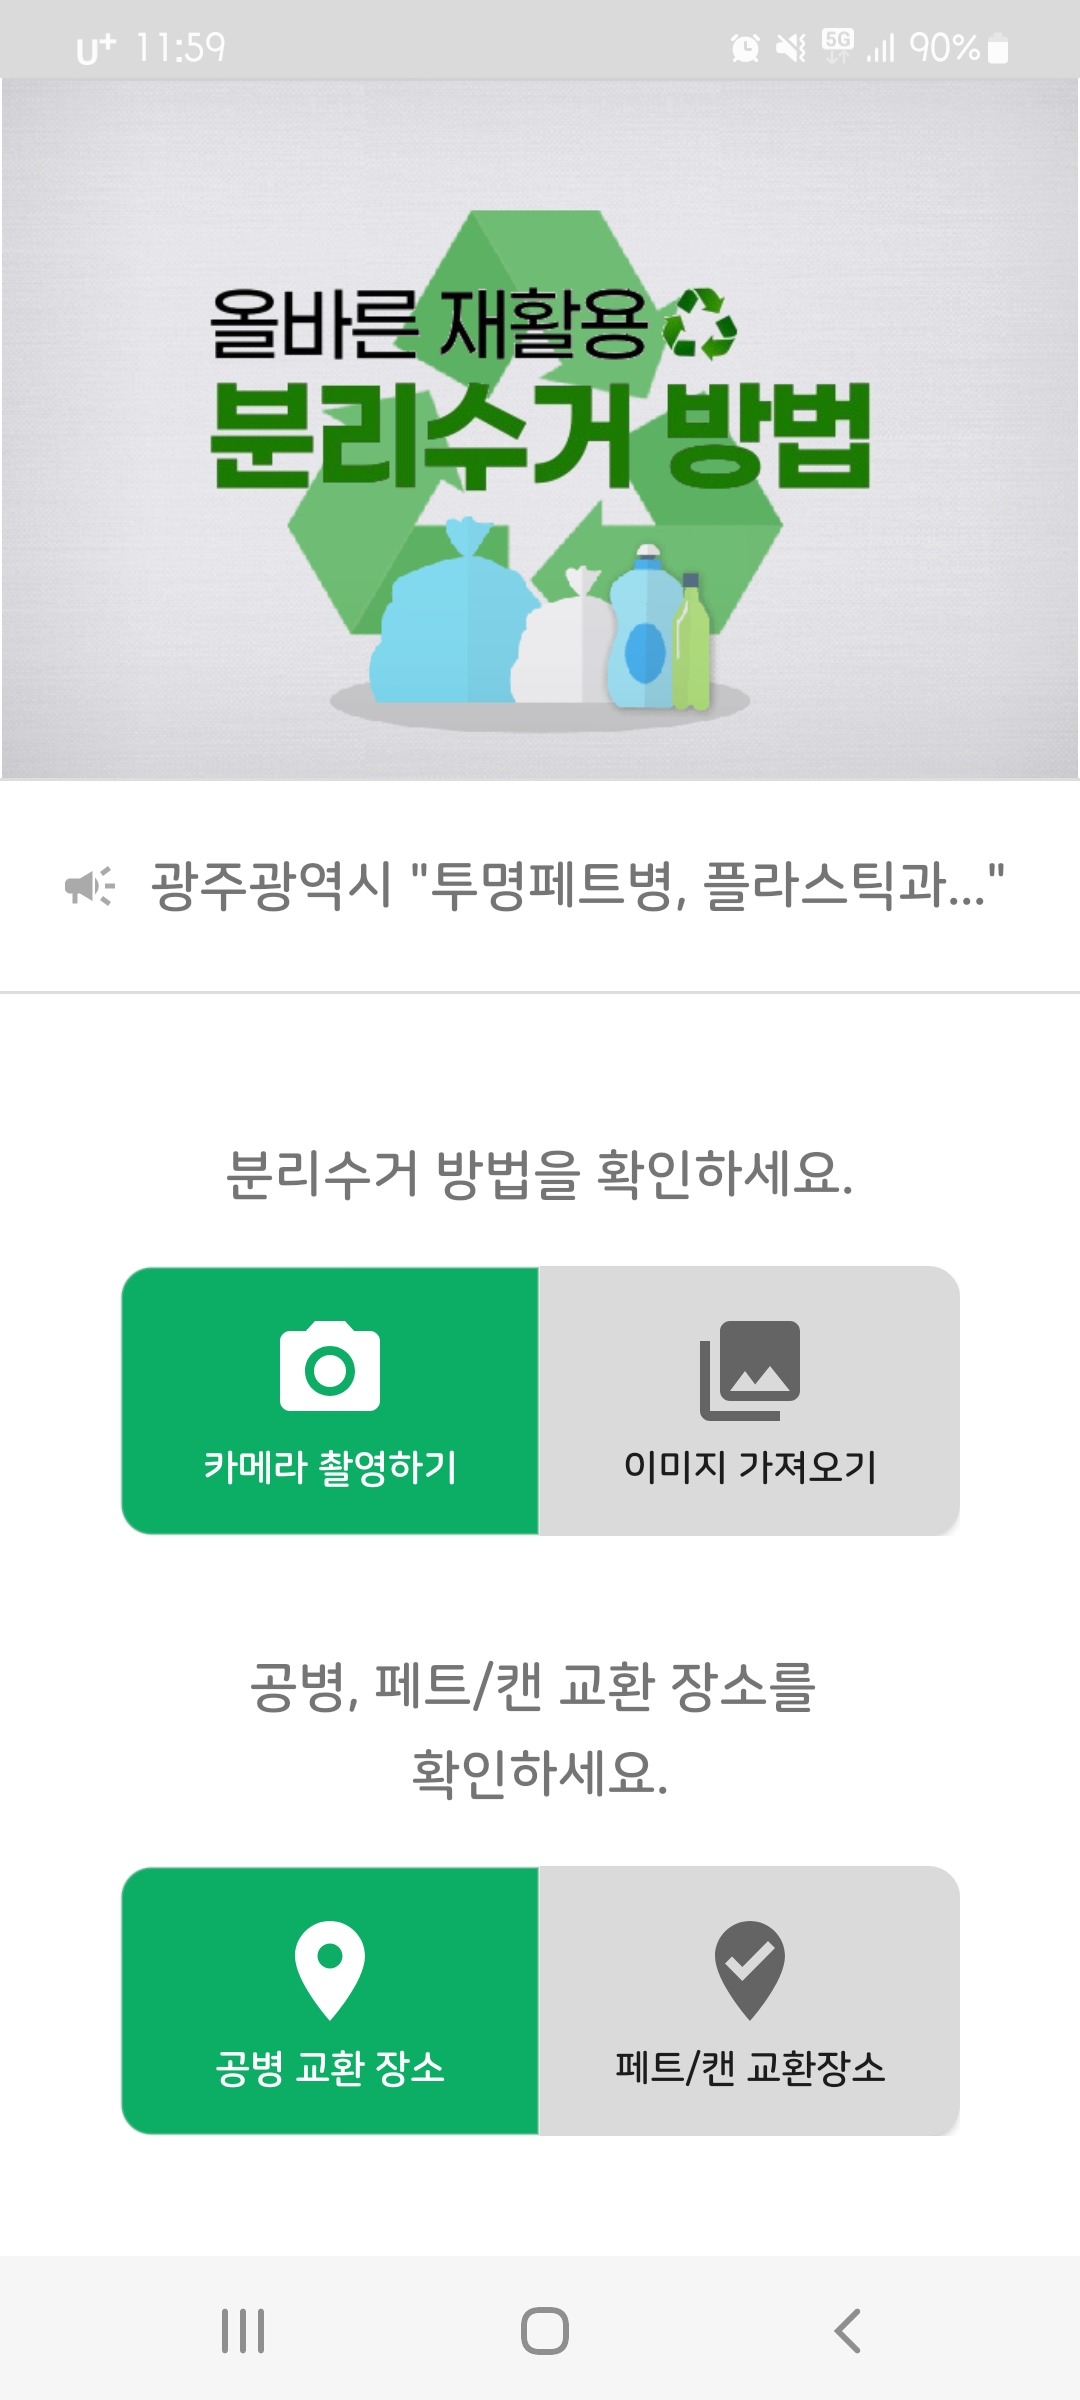 U+ 11:59 5G 90%
올바른 재활용
분리수거 방법
광주광역시 "투명페트병, 플라스틱과..."
분리수거 방법을 확인하세요.
카메라 촬영하기
이미지 가져오기
공병, 페트/캔 교환 장소를
확인하세요.
공병 교환 장소
페트/캔 교환장소